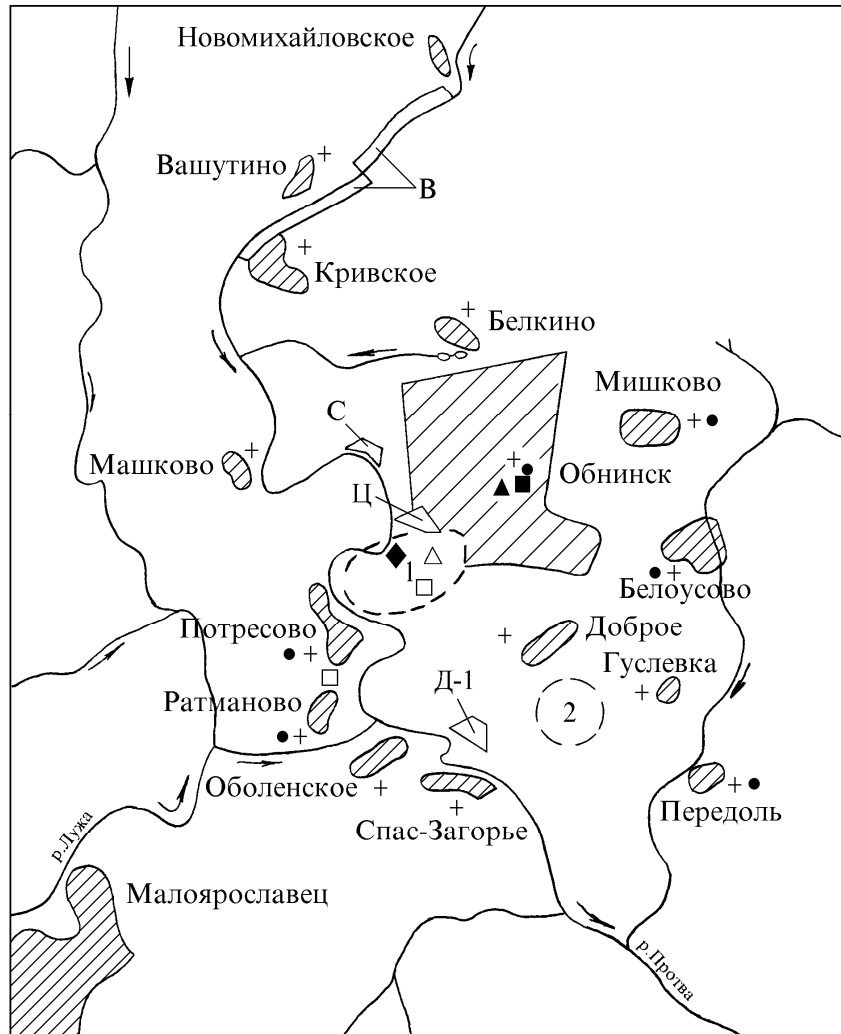 Новомихайловское
Вашутино
В
Кривское
Белкино
Мишково
С
Машково
Обнинск
Ц
1
Белоусово
Потресово
Доброе
Гуслевка
Д-1
Ратманово
2
Оболенское
Передоль
Спас-Загорье
р.Лужа
Малоярославец
р.Протва